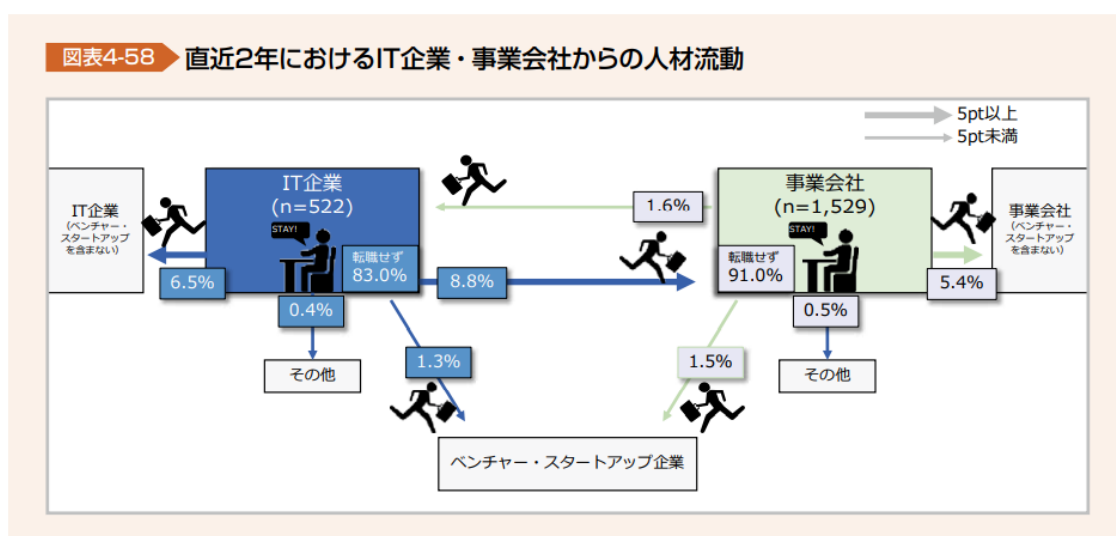 図表4-58
直近2年におけるIT企業・事業会社からの人材流動
5pt以上
5pt未満
IT企業
(ベンチャー・
スタートアップ
を含まない)
6.5%
IT企業
(n=522)
STAY!
転職せず
83.0%
0.4%
その他
1.6%
8.8%
1.3%
事業会社
(n=1,529)
STAY!
転職せず
91.0%
0.5%
その他
1.5%
5.4%
事業会社
(ベンチャー・
スタートアップ
を含まない)
ベンチャー・スタートアップ企業